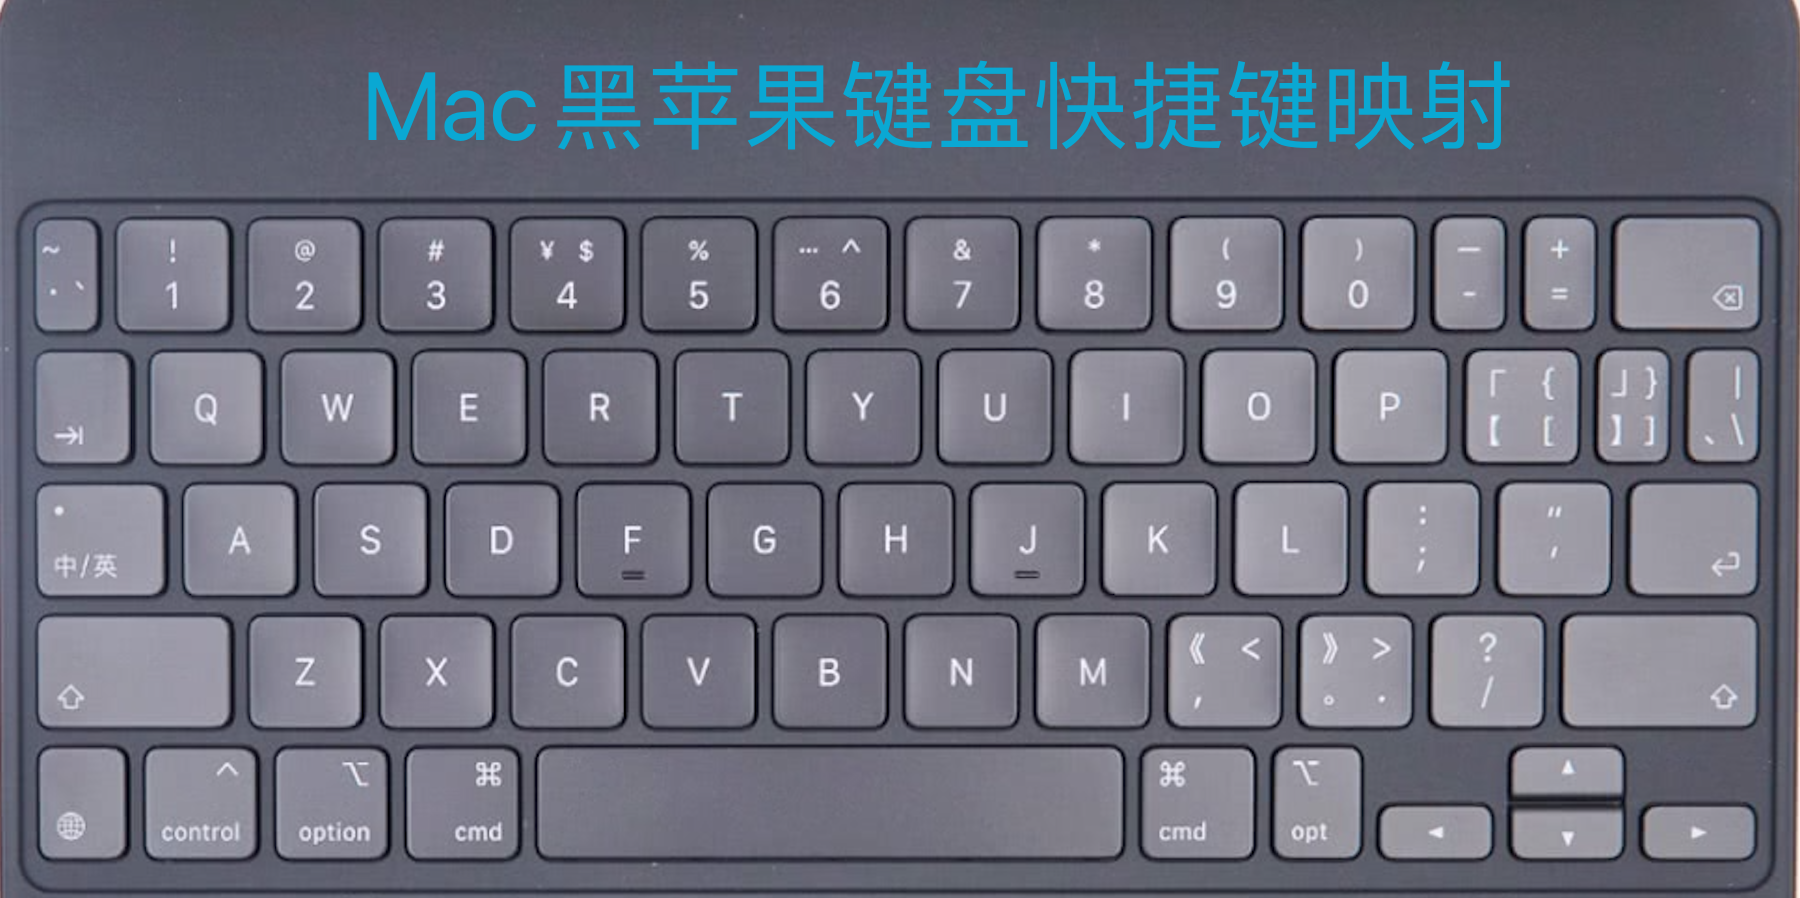 Mac黑苹果键盘快捷键映射
~ ! @ # ¥ $ % … ^ & * ( ) — +
· ` 1 2 3 4 5 6 7 8 9 0 - =
「 { 」 } |
Q W E R T Y U I O P 【 [ 】 ] 、 \
: "
A S D F G H J K L ; '
中/英
《 < 》 > ?
Z X C V B N M , 。 . /
^ ⌥ ⌘ ⌘ ⌥
control option cmd cmd opt